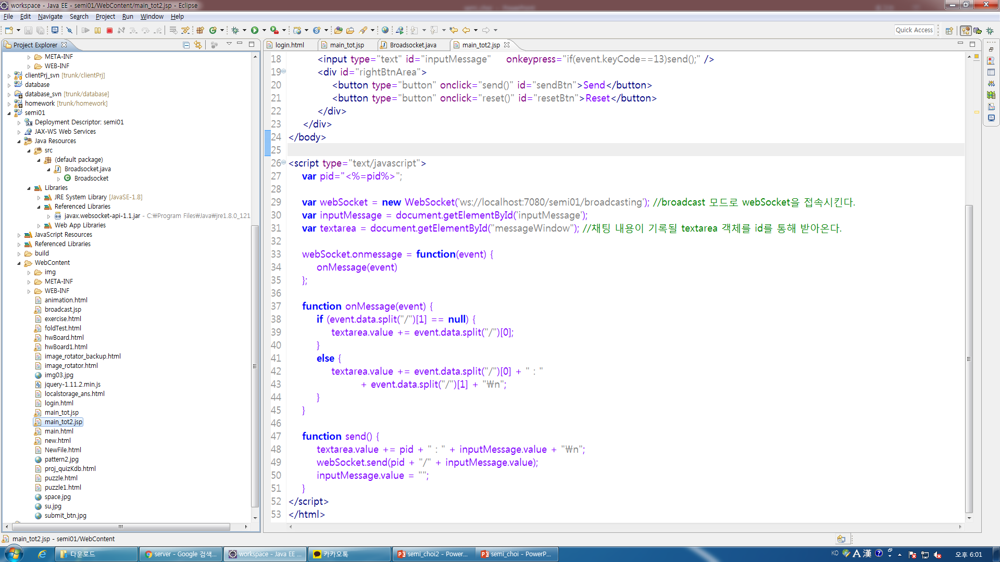 workspace - Java EE - semi01/WebContent/main_tot2.jsp - Eclipse
File Edit Navigate Search Project Run Window Help
Quick Access
Project Explorer
META-INF
WEB-INF
clientPrj_svn [trunk/clientPrj]
database
database_svn [trunk/database]
homework [trunk/homework]
semi01
Deployment Descriptor: semi01
JAX-WS Web Services
Java Resources
src
(default package)
Broadsocket.java
Broadsocket
Libraries
JRE System Library [JavaSE-1.8]
Referenced Libraries
javax.websocket-api-1.1.jar - C:₩Program Files₩Java₩jre1.8.0_121
Web App Libraries
JavaScript Resources
Referenced Libraries
build
WebContent
img
META-INF
WEB-INF
animation.html
broadcast.jsp
exercise.html
foldTest.html
hwBoard.html
hwBoard1.html
image_rotator_backup.html
image_rotator.html
img03.jpg
jquery-1.11.2.min.js
localstorage_ans.html
login.html
main_tot.jsp
main_tot2.jsp
main.html
new.html
NewFile.html
pattern2.jpg
proj_quizKdb.html
puzzle.html
puzzle1.html
space.jpg
su.jpg
submit_btn.jpg
login.html main_tot.jsp Broadsocket.java main_tot2.jsp
18 <input type="text" id="inputMessage" onkeypress="if(event.keyCode==13)send();" />
19 <div id="rightBtnArea">
20 <button type="button" onclick="send()" id="sendBtn">Send</button>
21 <button type="button" onclick="reset()" id="resetBtn">Reset</button>
22 </div>
23 </div>
24 </body>
25
26 <script type="text/javascript">
27 var pid="<%=pid%>";
28
29 var webSocket = new WebSocket('ws://localhost:7080/semi01/broadcasting'); //broadcast 모드로 webSocket을 접속시킨다.
30 var inputMessage = document.getElementById('inputMessage');
31 var textarea = document.getElementById("messageWindow"); //채팅 내용이 기록될 textarea 객체를 id를 통해 받아온다.
32
33 webSocket.onmessage = function(event) {
34 onMessage(event)
35 };
36
37 function onMessage(event) {
38 if (event.data.split("/")[1] == null) {
39 textarea.value += event.data.split("/")[0];
40 }
41 else {
42 textarea.value += event.data.split("/")[0] + " : "
43 + event.data.split("/")[1] + "₩n";
44 }
45 }
46
47 function send() {
48 textarea.value += pid + " : " + inputMessage.value + "₩n";
49 webSocket.send(pid + "/" + inputMessage.value);
50 inputMessage.value = "";
51 }
52 </script>
53 </html>
main_tot2.jsp - semi01/WebContent
다운로드
server - Google 검색...
workspace - Java EE ...
카카오톡
semi_choi2 - Power...
semi_choi - PowerP...
KO A 漢
오후 6:01